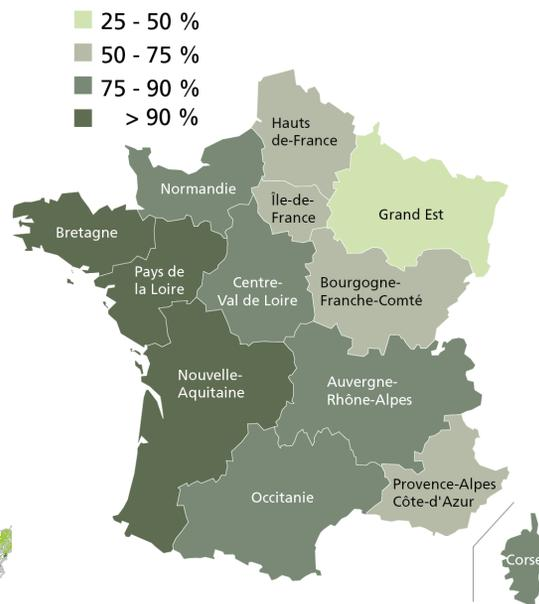 25 - 50 %
50 - 75 %
75 - 90 %
> 90 %
Hauts
de-France
Normandie
Île-de-
France
Grand Est
Bretagne
Pays de
la Loire
Centre-
Val de Loire
Bourgogne-
Franche-Comté
Nouvelle-
Aquitaine
Auvergne-
Rhône-Alpes
Provence-Alpes
Côte-d'Azur
Occitanie
Corse